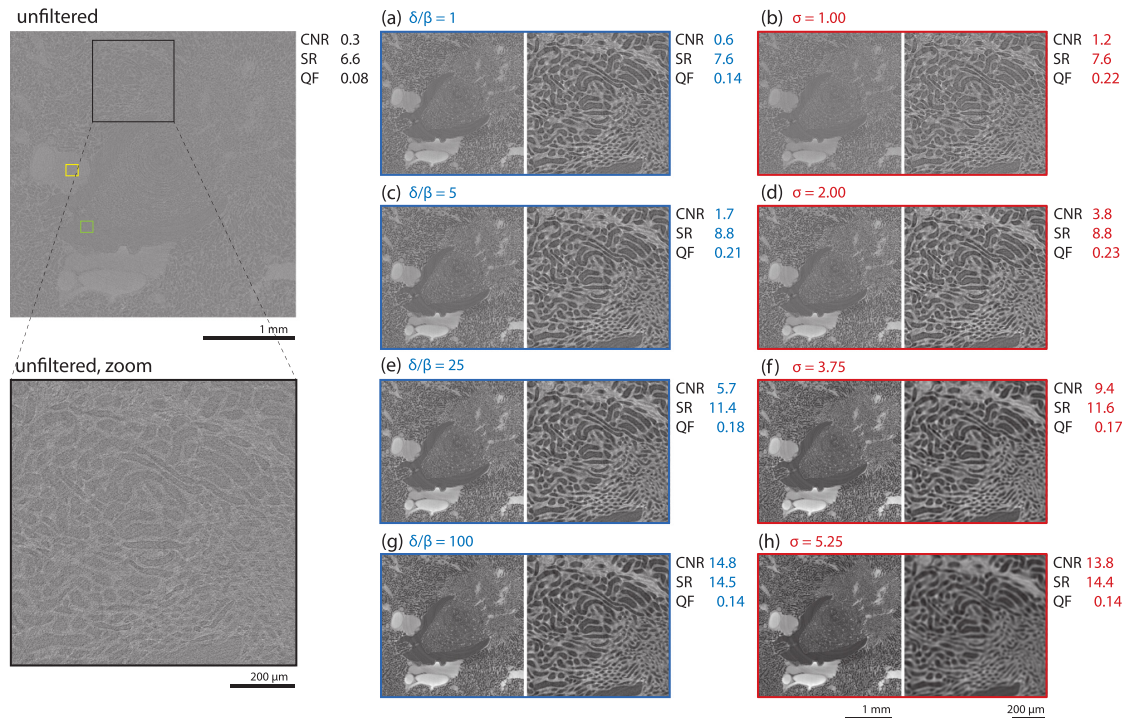 unfiltered
CNR 0.3
SR 6.6
QF 0.08
1 mm
unfiltered, zoom
200 µm
(a) δ/β = 1
CNR 0.6
SR 7.6
QF 0.14
(b) σ = 1.00
CNR 1.2
SR 7.6
QF 0.22
(c) δ/β = 5
CNR 1.7
SR 8.8
QF 0.21
(d) σ = 2.00
CNR 3.8
SR 8.8
QF 0.23
(e) δ/β = 25
CNR 5.7
SR 11.4
QF 0.18
(f) σ = 3.75
CNR 9.4
SR 11.6
QF 0.17
(g) δ/β = 100
CNR 14.8
SR 14.5
QF 0.14
(h) σ = 5.25
CNR 13.8
SR 14.4
QF 0.14
1 mm
200 µm